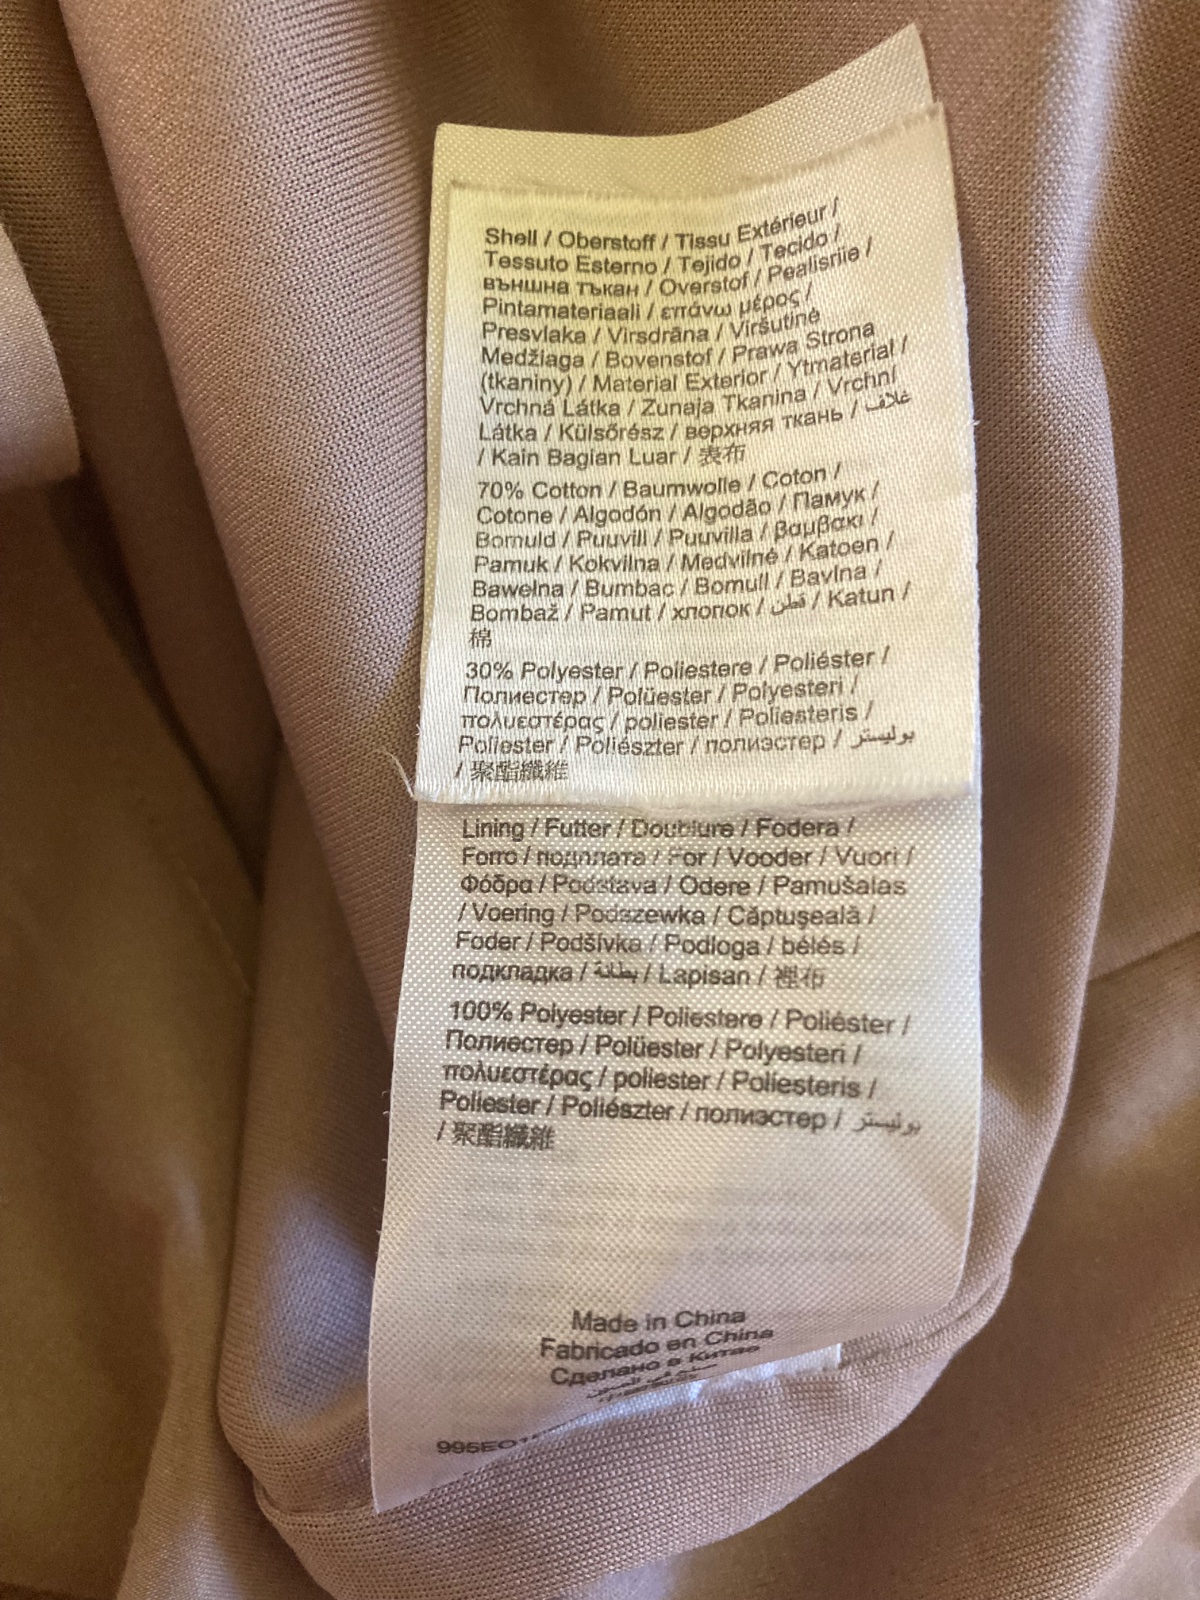 Shell / Oberstoff / Tissu Extérieur /
Tessuto Esterno / Tejido / Tecido /
външна тъкан / Overstof / Pealisriie /
Pintamateriaali / επάνω μέρος /
Presvlaka / Virsdrāna / Viršutinė
Medžiaga / Bovenstof / Prawa Strona
(tkaniny) / Material Exterior / Ytmaterial /
Vrchná Látka / Zunaja Tkanina / Vrchní
Látka / Külsőrész / верхняя ткань / غلاف
/ Kain Bagian Luar / 表布
70% Cotton / Baumwolle / Coton /
Cotone / Algodón / Algodão / Памук /
Bomuld / Puuvill / Puuvilla / βαμβακι /
Pamuk / Kokvilna / Medvilné / Katoen /
Bawełna / Bumbac / Bomull / Bavlna /
Bombaž / Pamut / хлопок / قطن / Katun /
棉
30% Polyester / Poliestere / Poliéster /
Полиестер / Polüester / Polyesteri /
πολυεστέρας / poliester / Poliesteris /
Poliester / Poliészter / полиэстер / بوليستر
/ 聚酯纖維
Lining / Futter / Doublure / Fodera /
Forro / подплата / For / Vooder / Vuori /
Φόδρα / Podstava / Odere / Pamušalas
/ Voering / Podszewka / Căptuşeală /
Foder / Podšívka / Podloga / bélés /
подкладка / بطانة / Lapisan / 裡布
100% Polyester / Poliestere / Poliéster /
Полиестер / Polüester / Polyesteri /
πολυεστέρας / poliester / Poliesteris /
Poliester / Poliészter / полиэстер / بوليستر
/ 聚酯纖維
Made in China
Fabricado en China
Сделано в Китае
صنع في الصين
995EO1